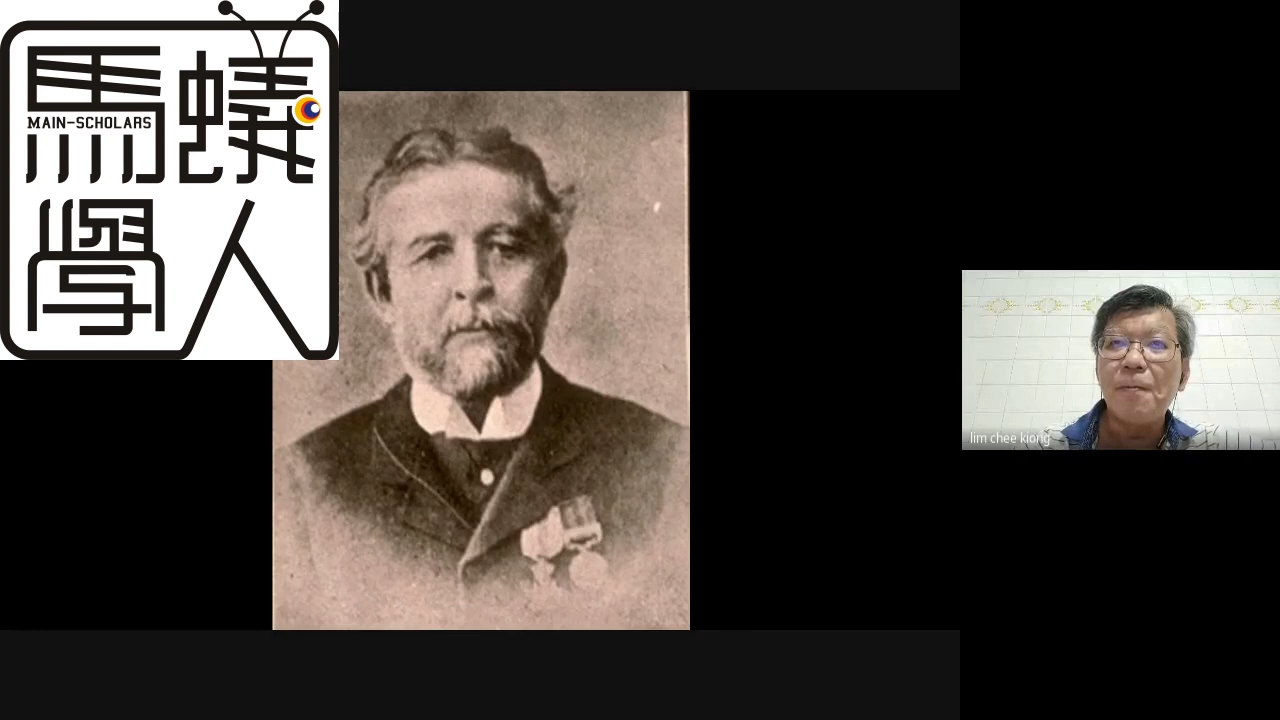 馬蟻
MAIN-SCHOLARS
學人
lim chee kiong